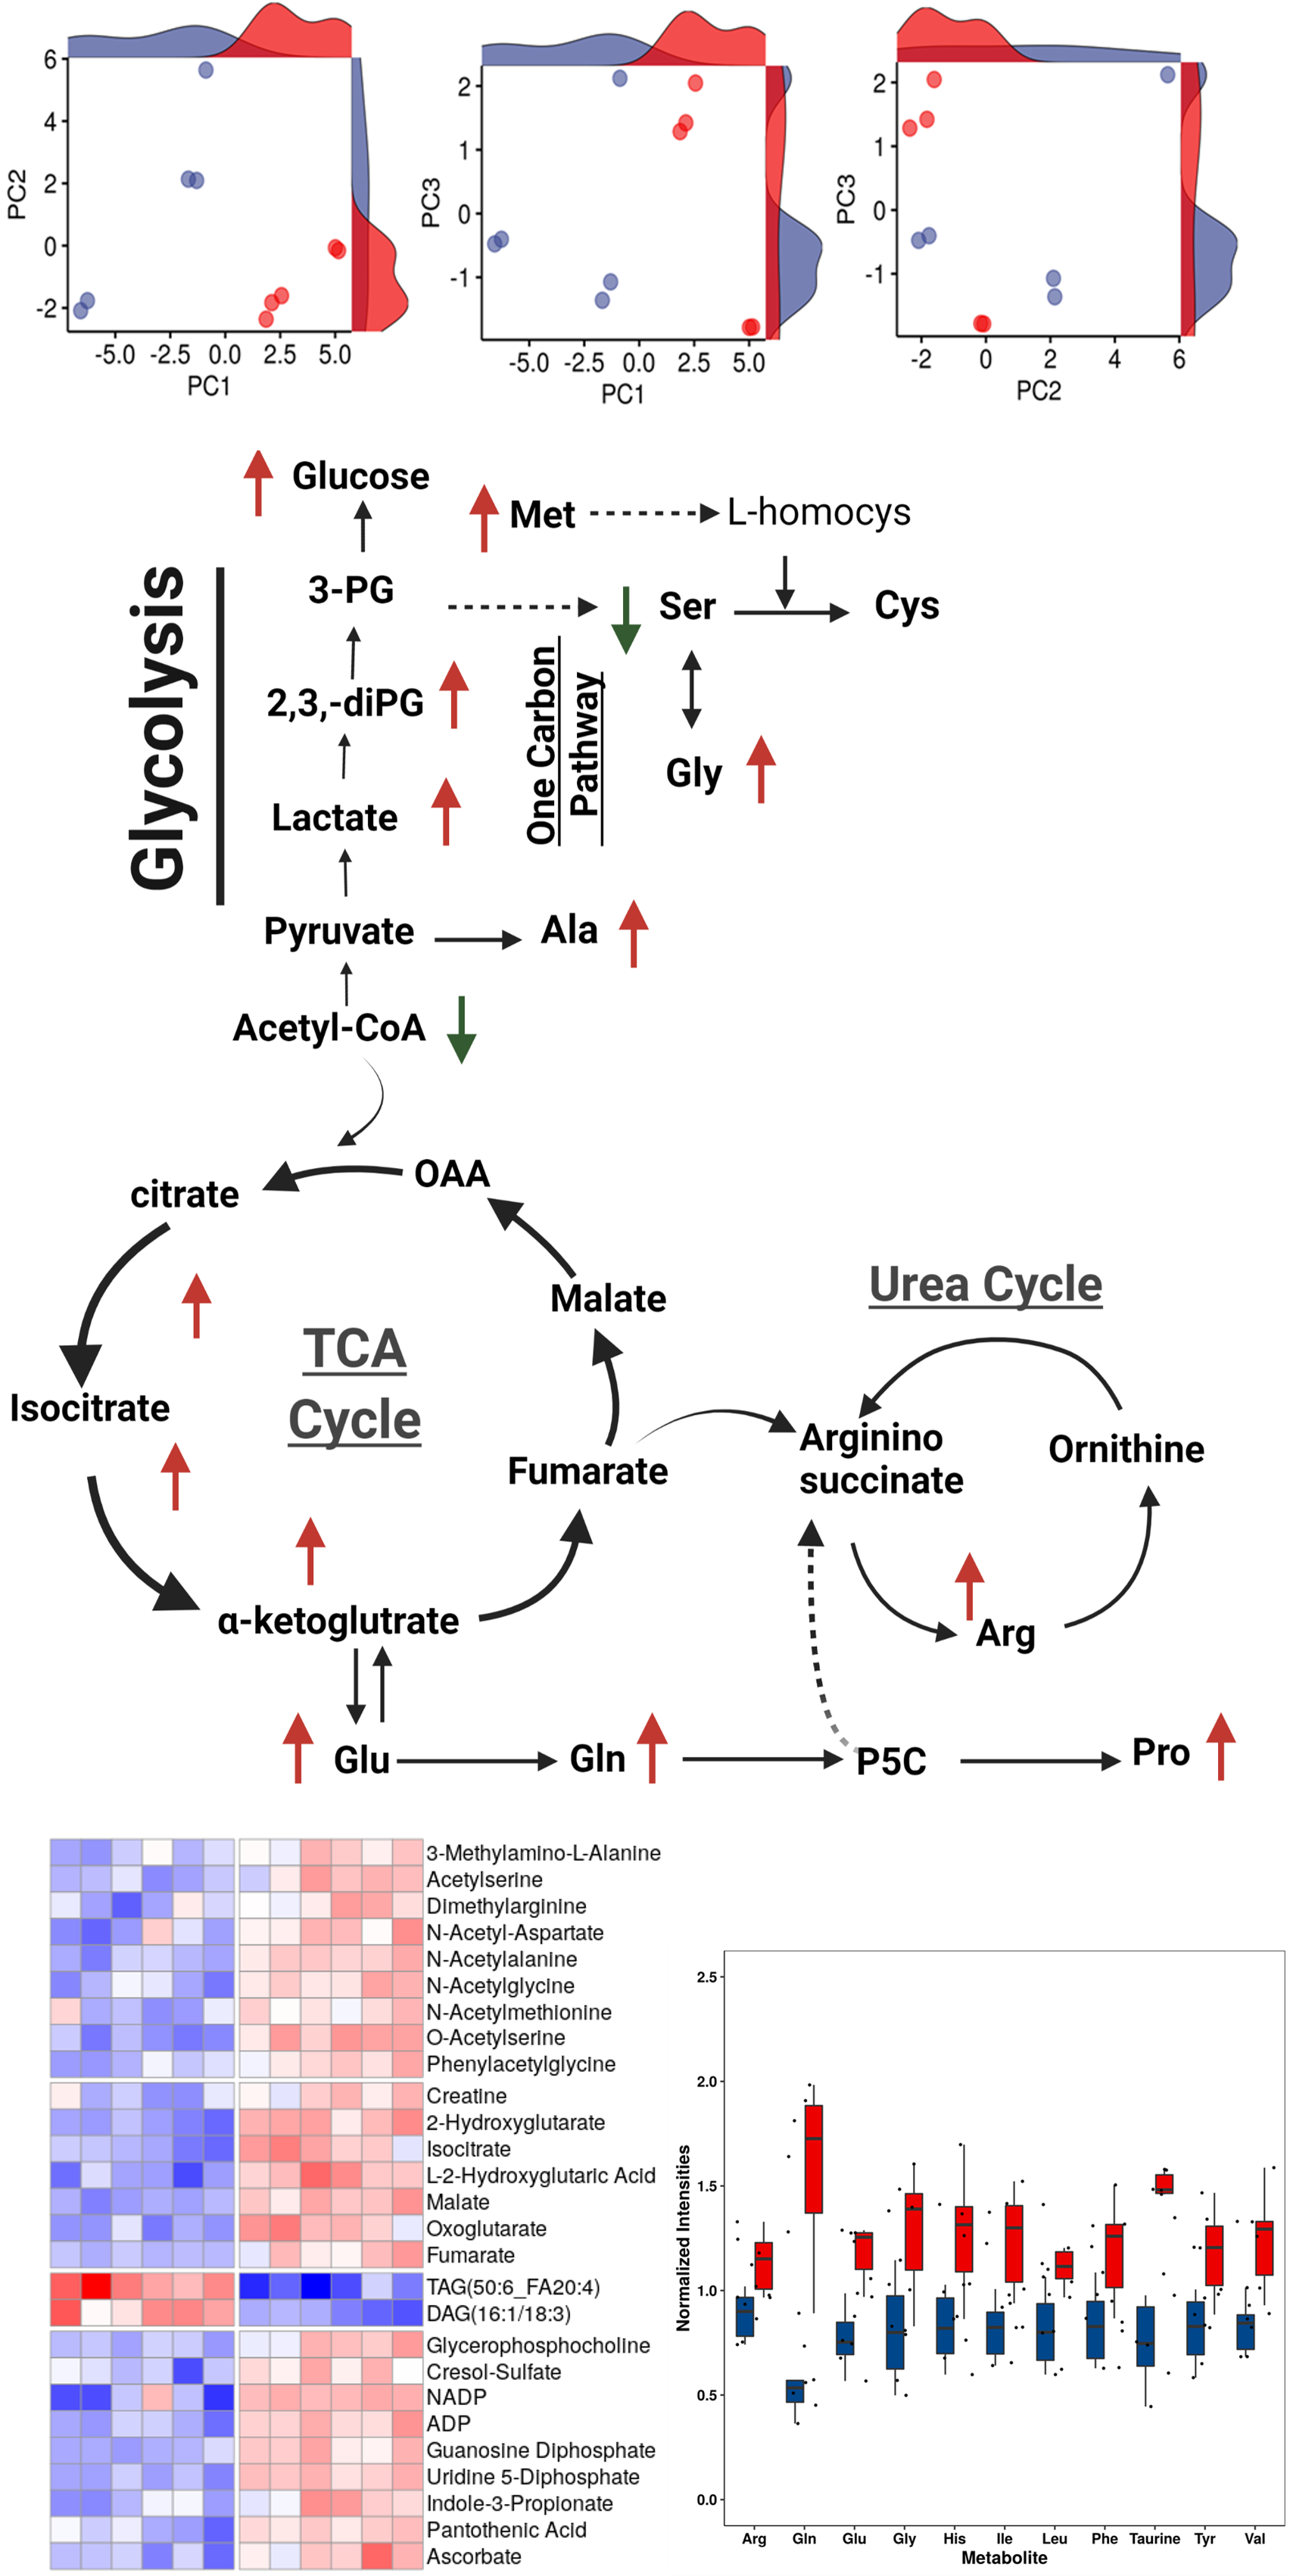 6
4
2
0
-2
PC2
-5.0 -2.5 0.0 2.5 5.0
PC1
2
1
0
-1
PC3
-5.0 -2.5 0.0 2.5 5.0
PC1
2
1
0
-1
PC3
-2 0 2 4 6
PC2
Glucose
Met
L-homocys
3-PG
Ser
Cys
Glycolysis
2,3,-diPG
One Carbon
Pathway
Gly
Lactate
Pyruvate
Ala
Acetyl-CoA
OAA
citrate
Malate
Urea Cycle
TCA
Cycle
Isocitrate
Fumarate
Arginino
succinate
Ornithine
α-ketoglutrate
Arg
Glu
Gln
P5C
Pro
3-Methylamino-L-Alanine
Acetylserine
Dimethylarginine
N-Acetyl-Aspartate
N-Acetylalanine
N-Acetylglycine
N-Acetylmethionine
O-Acetylserine
Phenylacetylglycine
Creatine
2-Hydroxyglutarate
Isocitrate
L-2-Hydroxyglutaric Acid
Malate
Oxoglutarate
Fumarate
TAG(50:6_FA20:4)
DAG(16:1/18:3)
Glycerophosphocholine
Cresol-Sulfate
NADP
ADP
Guanosine Diphosphate
Uridine 5-Diphosphate
Indole-3-Propionate
Pantothenic Acid
Ascorbate
2.5
2.0
1.5
1.0
0.5
0.0
Normalized Intensities
Arg Gln Glu Gly His Ile Leu Phe Taurine Tyr Val
Metabolite